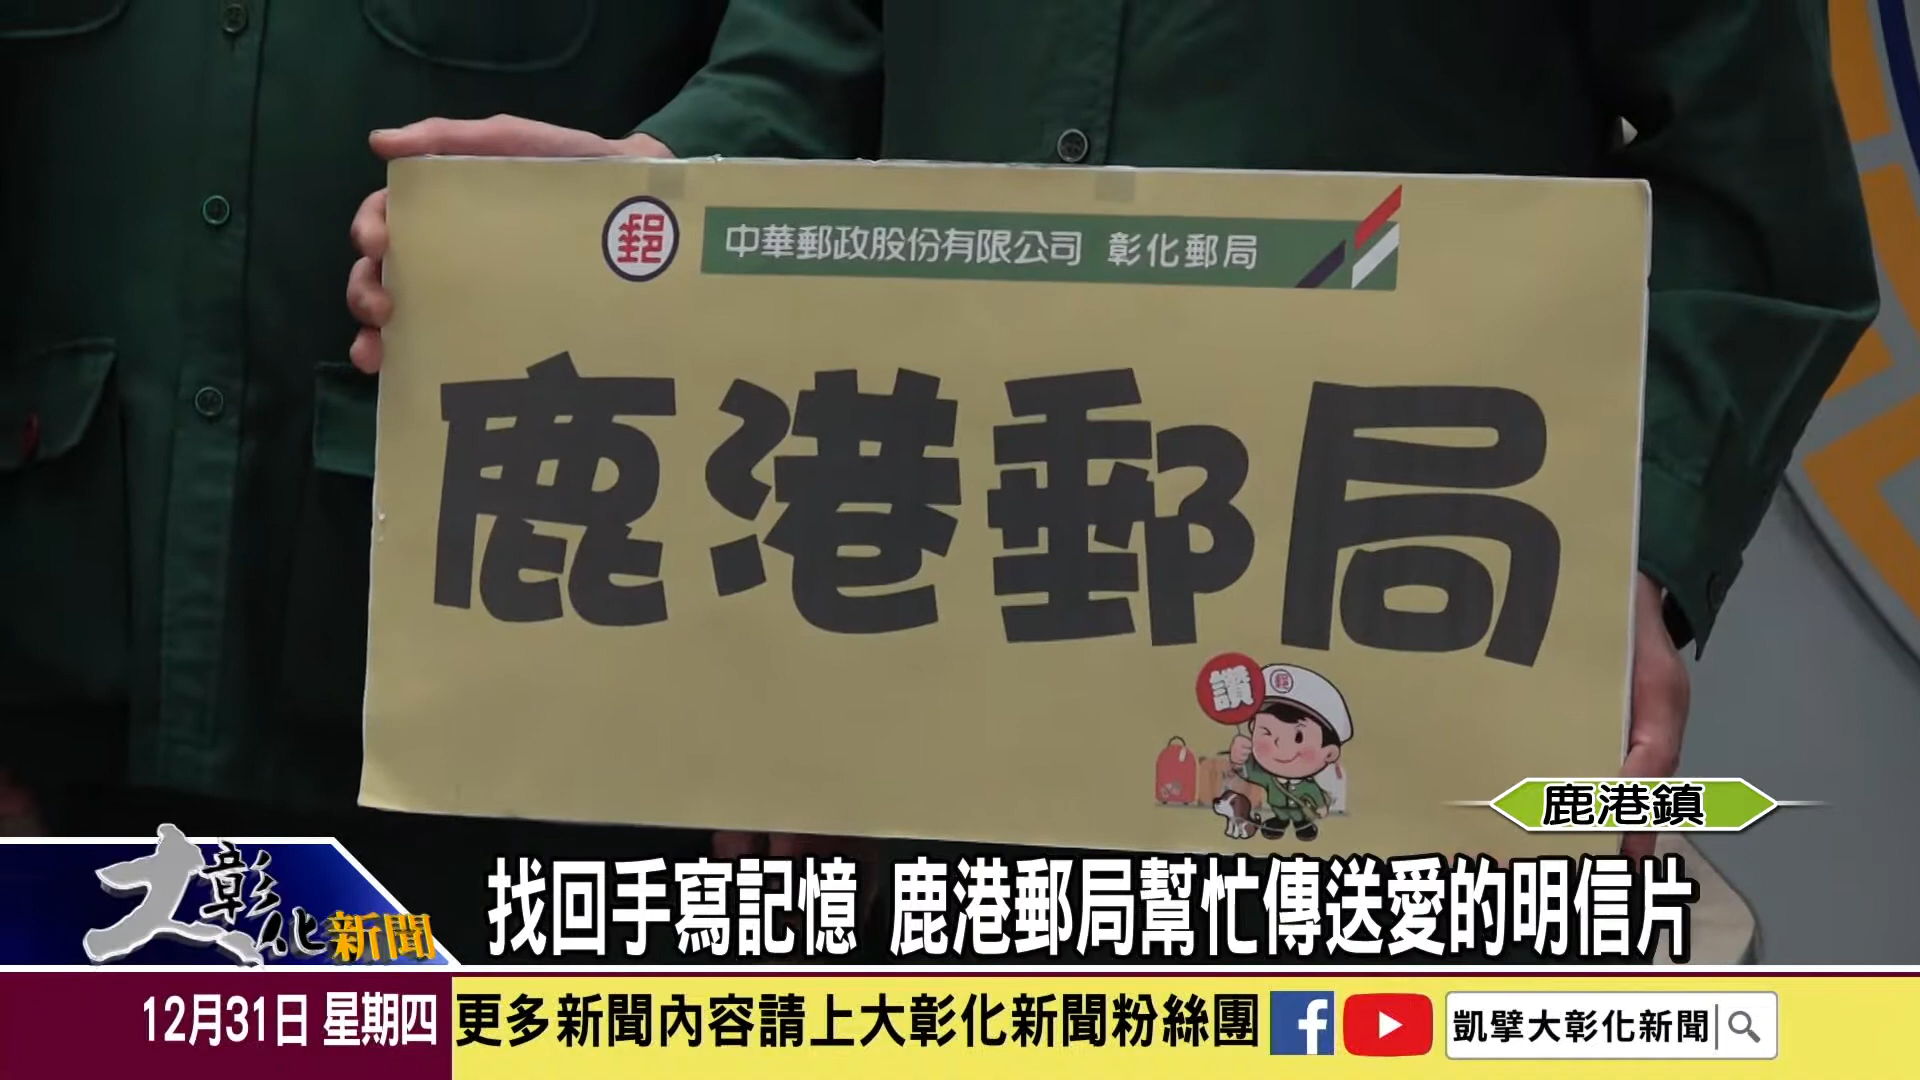 郵 中華郵政股份有限公司 彰化郵局
鹿港郵局
讚
郵
鹿港鎮
大彰化新聞
找回手寫記憶 鹿港郵局幫忙傳送愛的明信片
12月31日 星期四
更多新聞內容請上大彰化新聞粉絲團
f
凱擘大彰化新聞